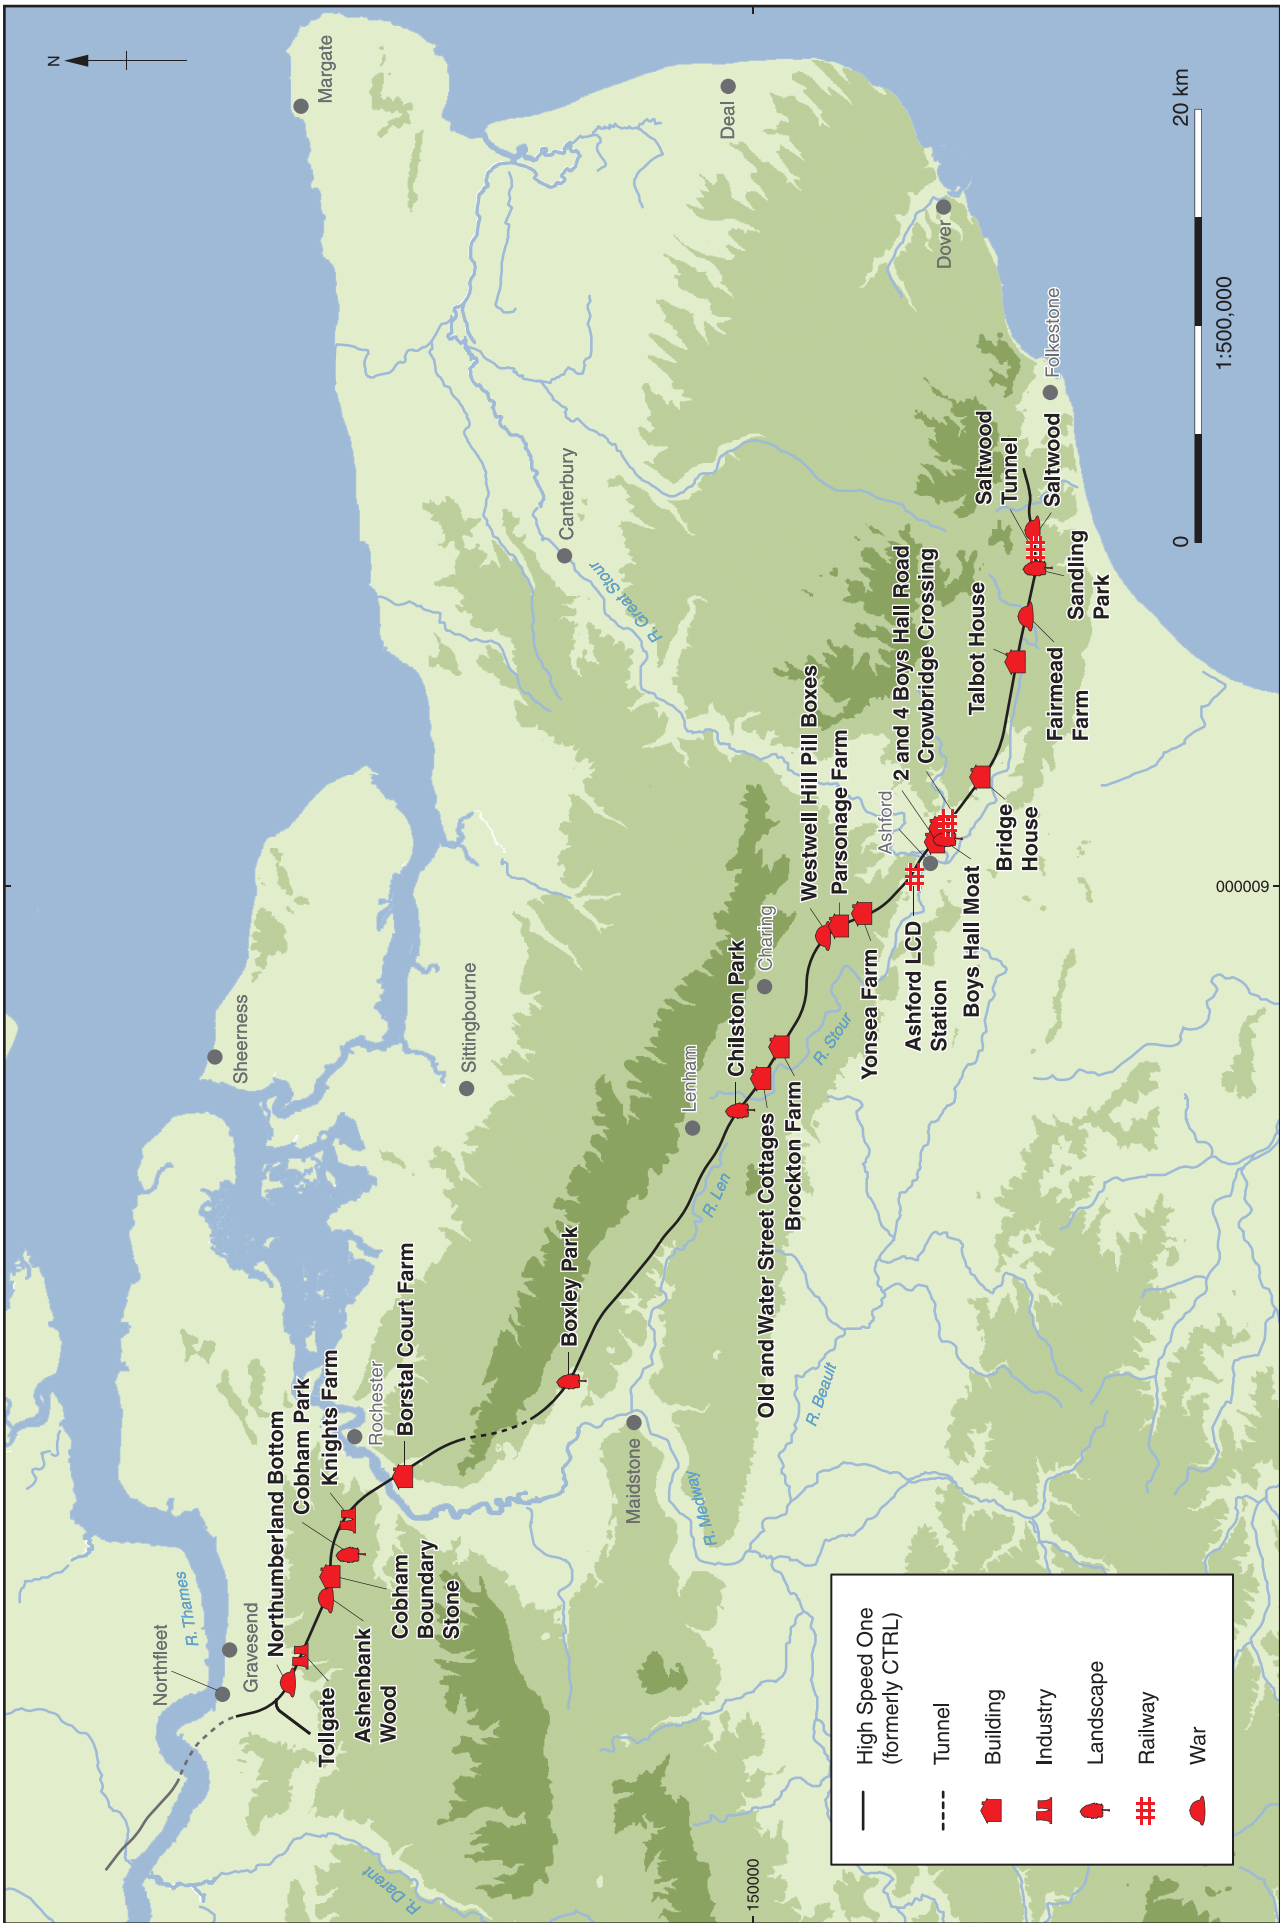 N
Margate
Deal
Dover
Folkestone
Canterbury
R. Great Stour
Sheerness
Sittingbourne
Northfleet
Gravesend
R. Thames
Rochester
Maidstone
R. Medway
R. Darent
R. Beault
R. Len
R. Stour
Lenham
Charing
Ashford
Northumberland Bottom
Cobham Park
Knights Farm
Borstal Court Farm
Tollgate
Ashenbank
Wood
Cobham
Boundary
Stone
Boxley Park
Chilston Park
Old and Water Street Cottages
Brockton Farm
Westwell Hill Pill Boxes
Parsonage Farm
Yonsea Farm
Ashford LCD
Station
Boys Hall Moat
2 and 4 Boys Hall Road
Crowbridge Crossing
Bridge
House
Talbot House
Fairmead
Farm
Sandling
Park
Saltwood
Tunnel
Saltwood
0
20 km
1:500,000
600000
150000
High Speed One
(formerly CTRL)
Tunnel
Building
Industry
Landscape
Railway
War